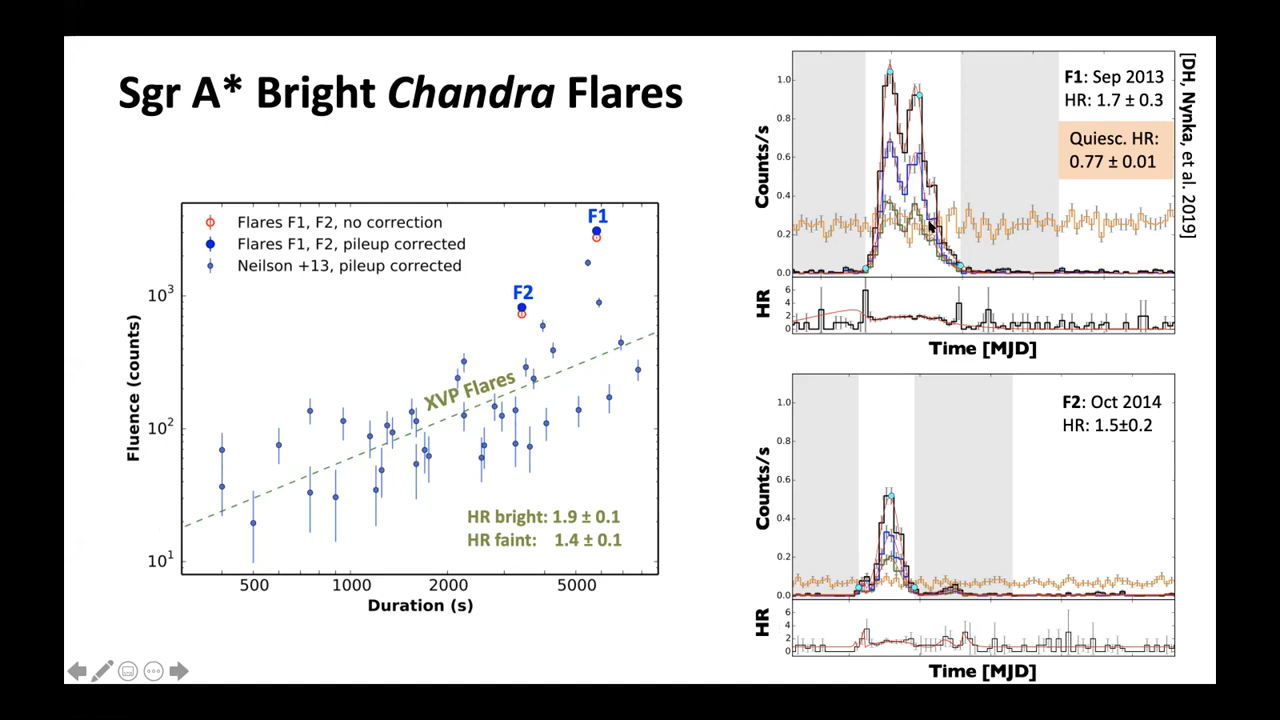 Sgr A* Bright Chandra Flares
Flares F1, F2, no correction
Flares F1, F2, pileup corrected
Neilson +13, pileup corrected
F1
F2
XVP Flares
HR bright: 1.9 ± 0.1
HR faint: 1.4 ± 0.1
Fluence (counts)
10³
10²
10¹
500
1000
2000
5000
Duration (s)
F1: Sep 2013
HR: 1.7 ± 0.3
Quiesc. HR:
0.77 ± 0.01
[DH, Nynka, et al. 2019]
Counts/s
1.0
0.8
0.6
0.4
0.2
0.0
HR
6
4
2
0
Time [MJD]
F2: Oct 2014
HR: 1.5±0.2
Counts/s
1.0
0.8
0.6
0.4
0.2
0.0
HR
6
4
2
0
Time [MJD]